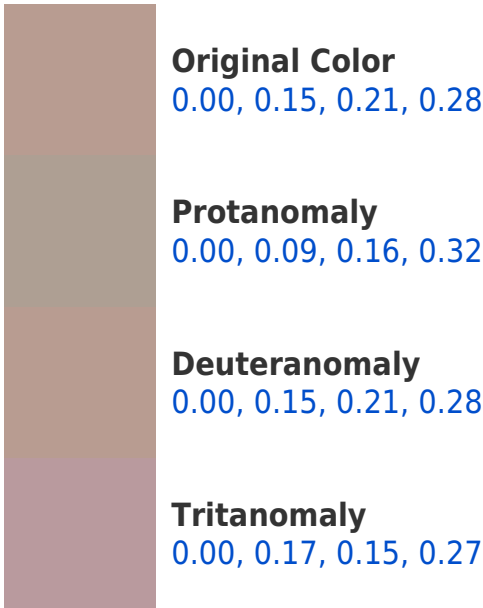 Original Color
0.00, 0.15, 0.21, 0.28
Protanomaly
0.00, 0.09, 0.16, 0.32
Deuteranomaly
0.00, 0.15, 0.21, 0.28
Tritanomaly
0.00, 0.17, 0.15, 0.27